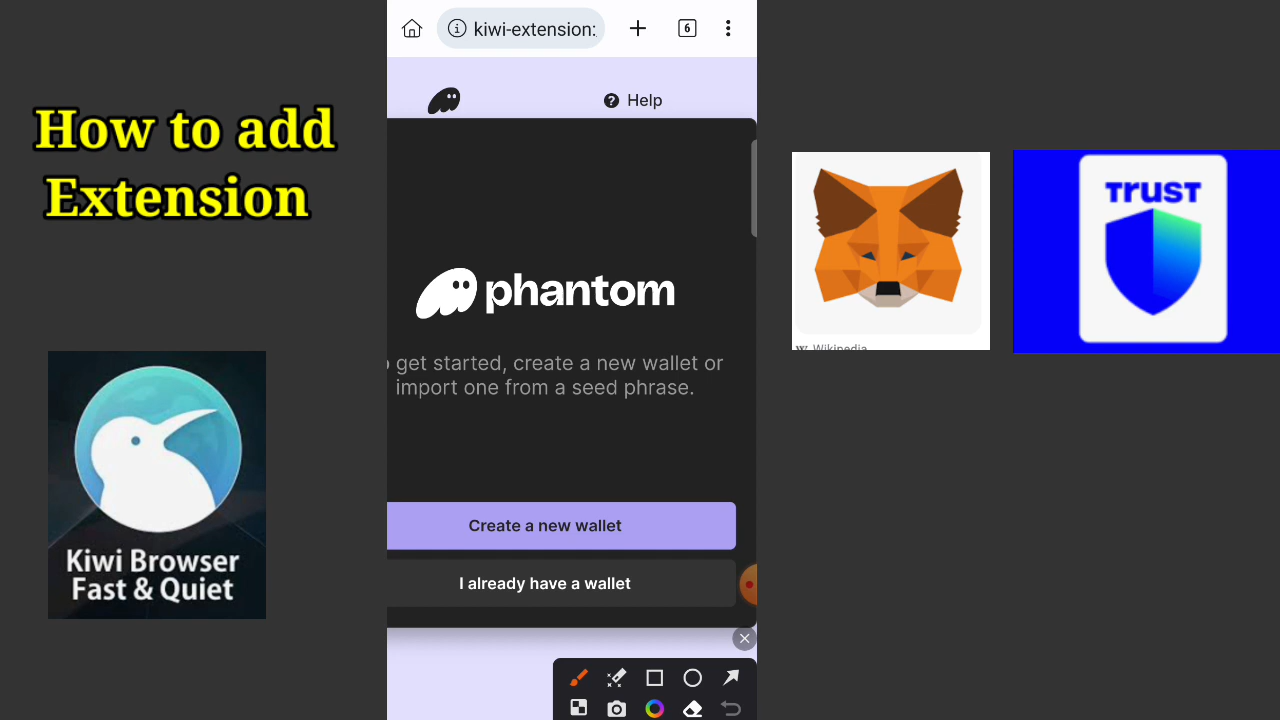 How to add
Extension
Kiwi Browser
Fast & Quiet
kiwi-extension:
6
Help
phantom
get started, create a new wallet or
import one from a seed phrase.
Create a new wallet
I already have a wallet
W Wikipedia
TRUST